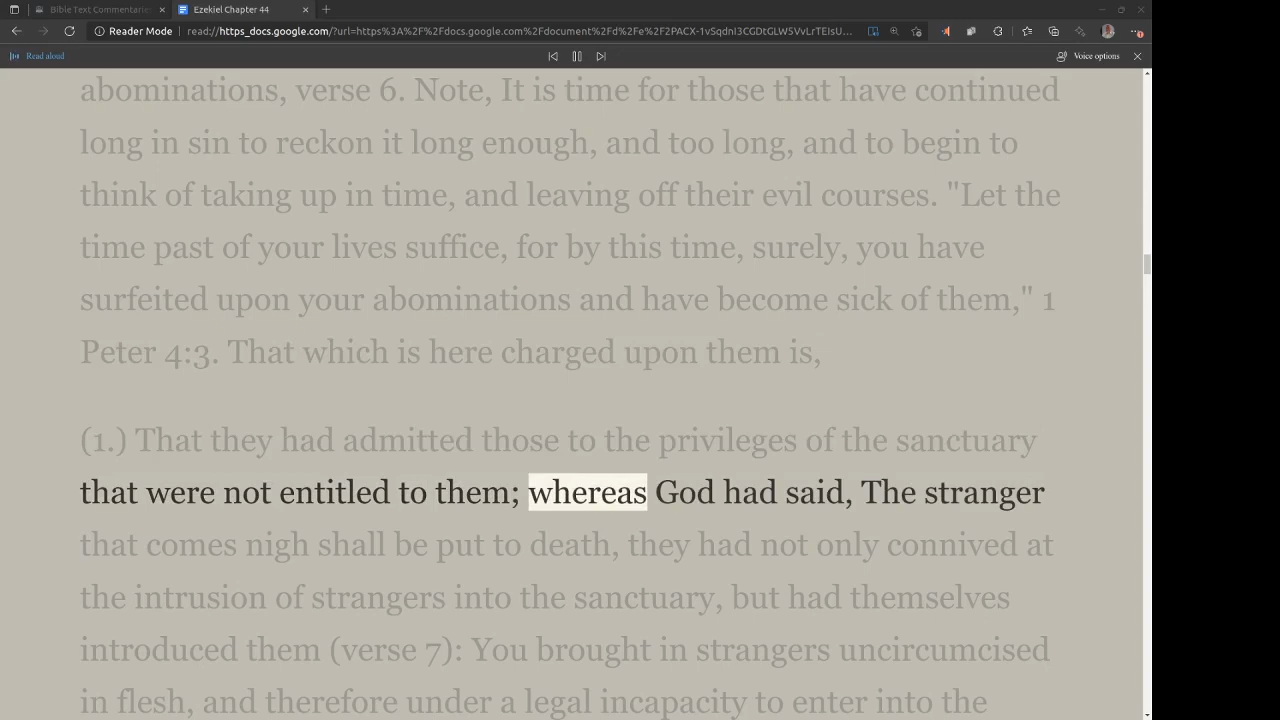 Bible Text Commentarie
Ezekiel Chapter 44
Reader Mode
read://https_docs.google.com/?url=https%3A%2F%2Fdocs.google.com%2Fdocument%2Fd%2Fe%2F2PACX-1vSqdnI3CGDtGLW5VvLrTEIsU...
Read aloud
Voice options
abominations, verse 6. Note, It is time for those that have continued
long in sin to reckon it long enough, and too long, and to begin to
think of taking up in time, and leaving off their evil courses. "Let the
time past of your lives suffice, for by this time, surely, you have
surfeited upon your abominations and have become sick of them," 1
Peter 4:3. That which is here charged upon them is,
(1.) That they had admitted those to the privileges of the sanctuary
that were not entitled to them; whereas God had said, The stranger
that comes nigh shall be put to death, they had not only connived at
the intrusion of strangers into the sanctuary, but had themselves
introduced them (verse 7): You brought in strangers uncircumcised
in flesh, and therefore under a legal incapacity to enter into the